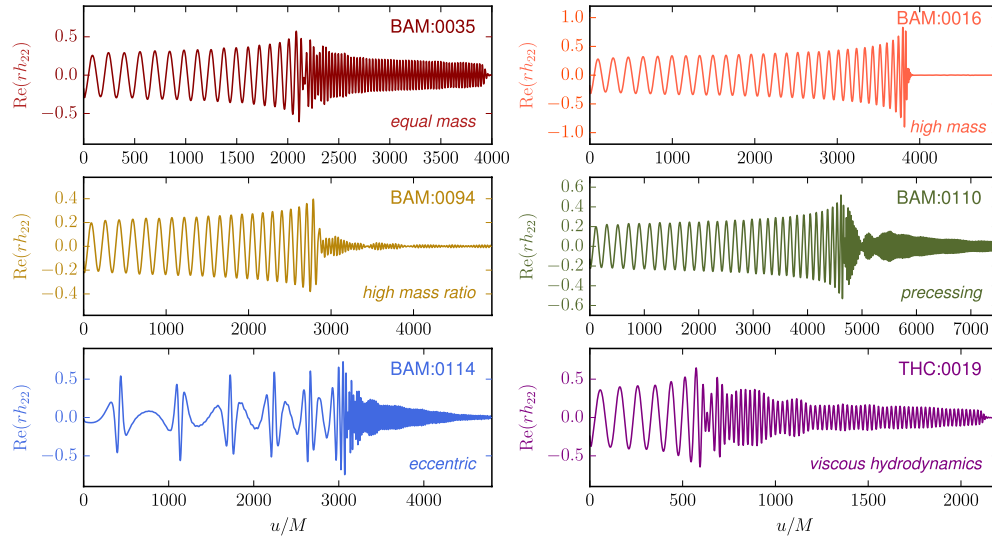 BAM:0035
Re(rh₂₂)
0.5
0.0
−0.5
equal mass
0 500 1000 1500 2000 2500 3000 3500 4000
BAM:0016
Re(rh₂₂)
1.0
0.5
0.0
−0.5
−1.0
high mass
0 1000 2000 3000 4000
BAM:0094
Re(rh₂₂)
0.4
0.2
0.0
−0.2
−0.4
high mass ratio
0 1000 2000 3000 4000
BAM:0110
Re(rh₂₂)
0.6
0.4
0.2
0.0
−0.2
−0.4
−0.6
precessing
0 1000 2000 3000 4000 5000 6000 7000
BAM:0114
Re(rh₂₂)
0.5
0.0
−0.5
eccentric
0 1000 2000 3000 4000
u/M
THC:0019
Re(rh₂₂)
0.5
0.0
−0.5
viscous hydrodynamics
0 500 1000 1500 2000
u/M